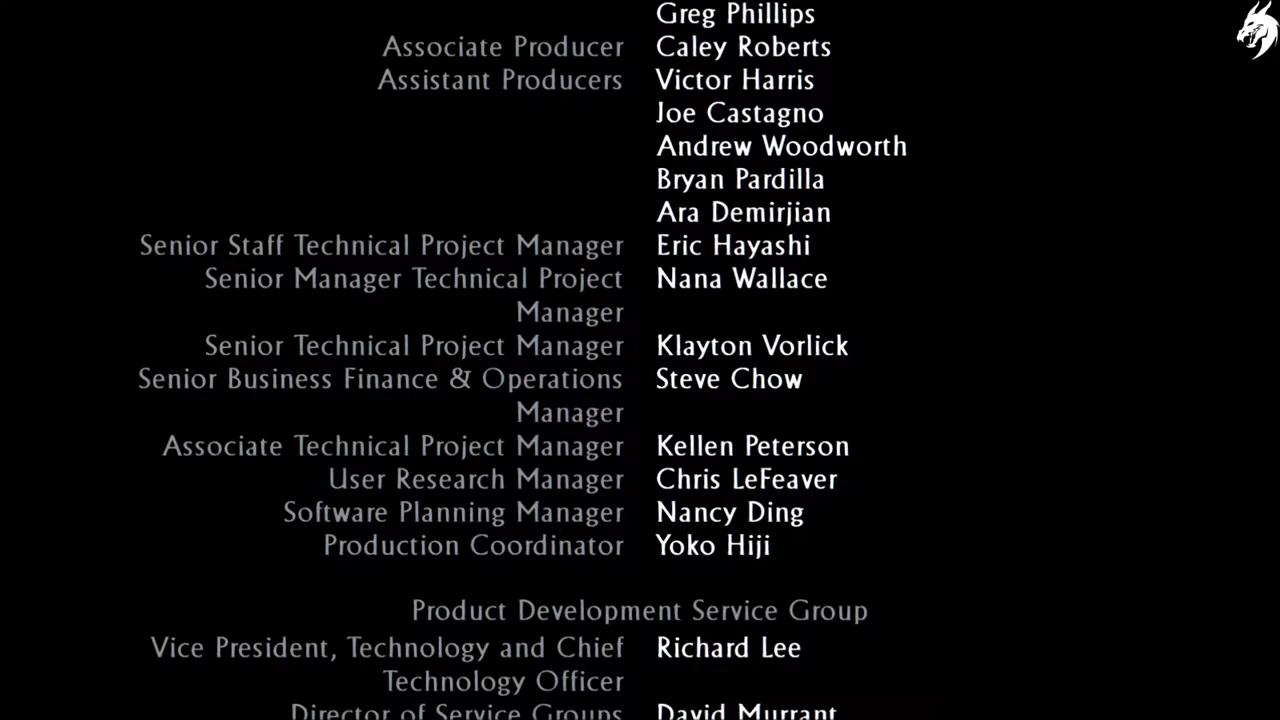 Greg Phillips
Associate Producer Caley Roberts
Assistant Producers Victor Harris
Joe Castagno
Andrew Woodworth
Bryan Pardilla
Ara Demirjian
Senior Staff Technical Project Manager Eric Hayashi
Senior Manager Technical Project Nana Wallace
Manager
Senior Technical Project Manager Klayton Vorlick
Senior Business Finance & Operations Steve Chow
Manager
Associate Technical Project Manager Kellen Peterson
User Research Manager Chris LeFeaver
Software Planning Manager Nancy Ding
Production Coordinator Yoko Hiji
Product Development Service Group
Vice President, Technology and Chief Richard Lee
Technology Officer
Director of Service Groups David Murrant